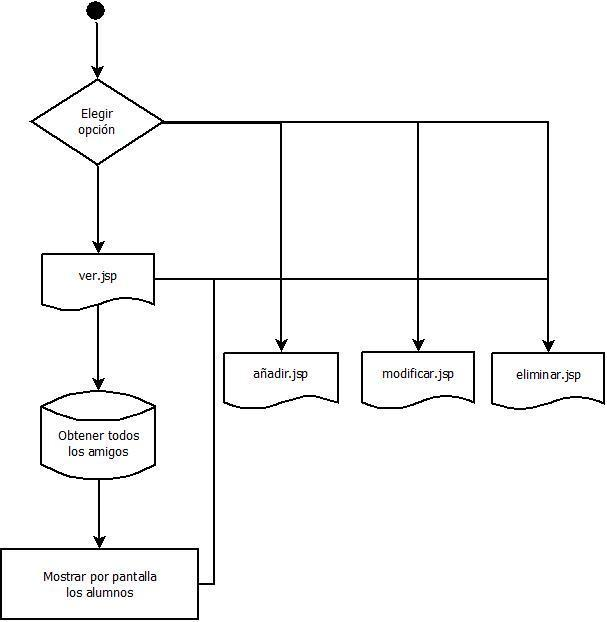 Elegir
opción
ver.jsp
añadir.jsp
modificar.jsp
eliminar.jsp
Obtener todos
los amigos
Mostrar por pantalla
los alumnos